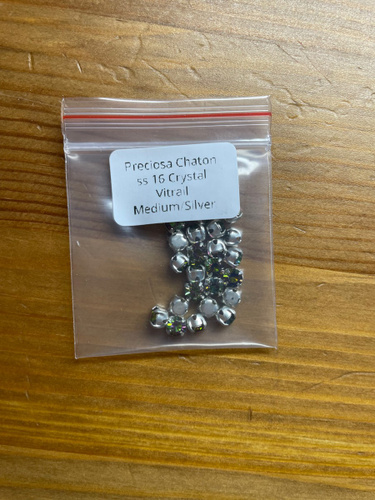 Preciosa Chaton
ss 16 Crystal
Vitrail
Medium/Silver